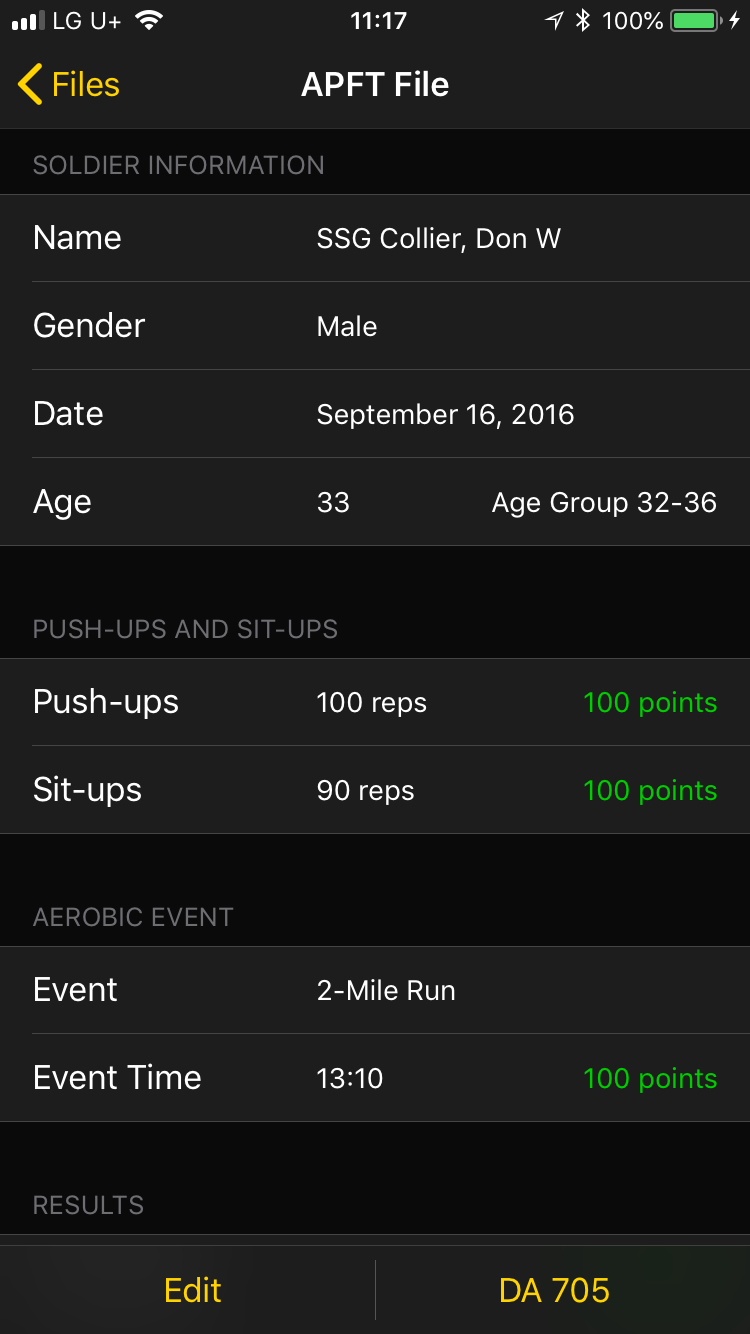 LG U+ 11:17 100%
Files APFT File
SOLDIER INFORMATION
Name SSG Collier, Don W
Gender Male
Date September 16, 2016
Age 33 Age Group 32-36
PUSH-UPS AND SIT-UPS
Push-ups 100 reps 100 points
Sit-ups 90 reps 100 points
AEROBIC EVENT
Event 2-Mile Run
Event Time 13:10 100 points
RESULTS
Edit DA 705